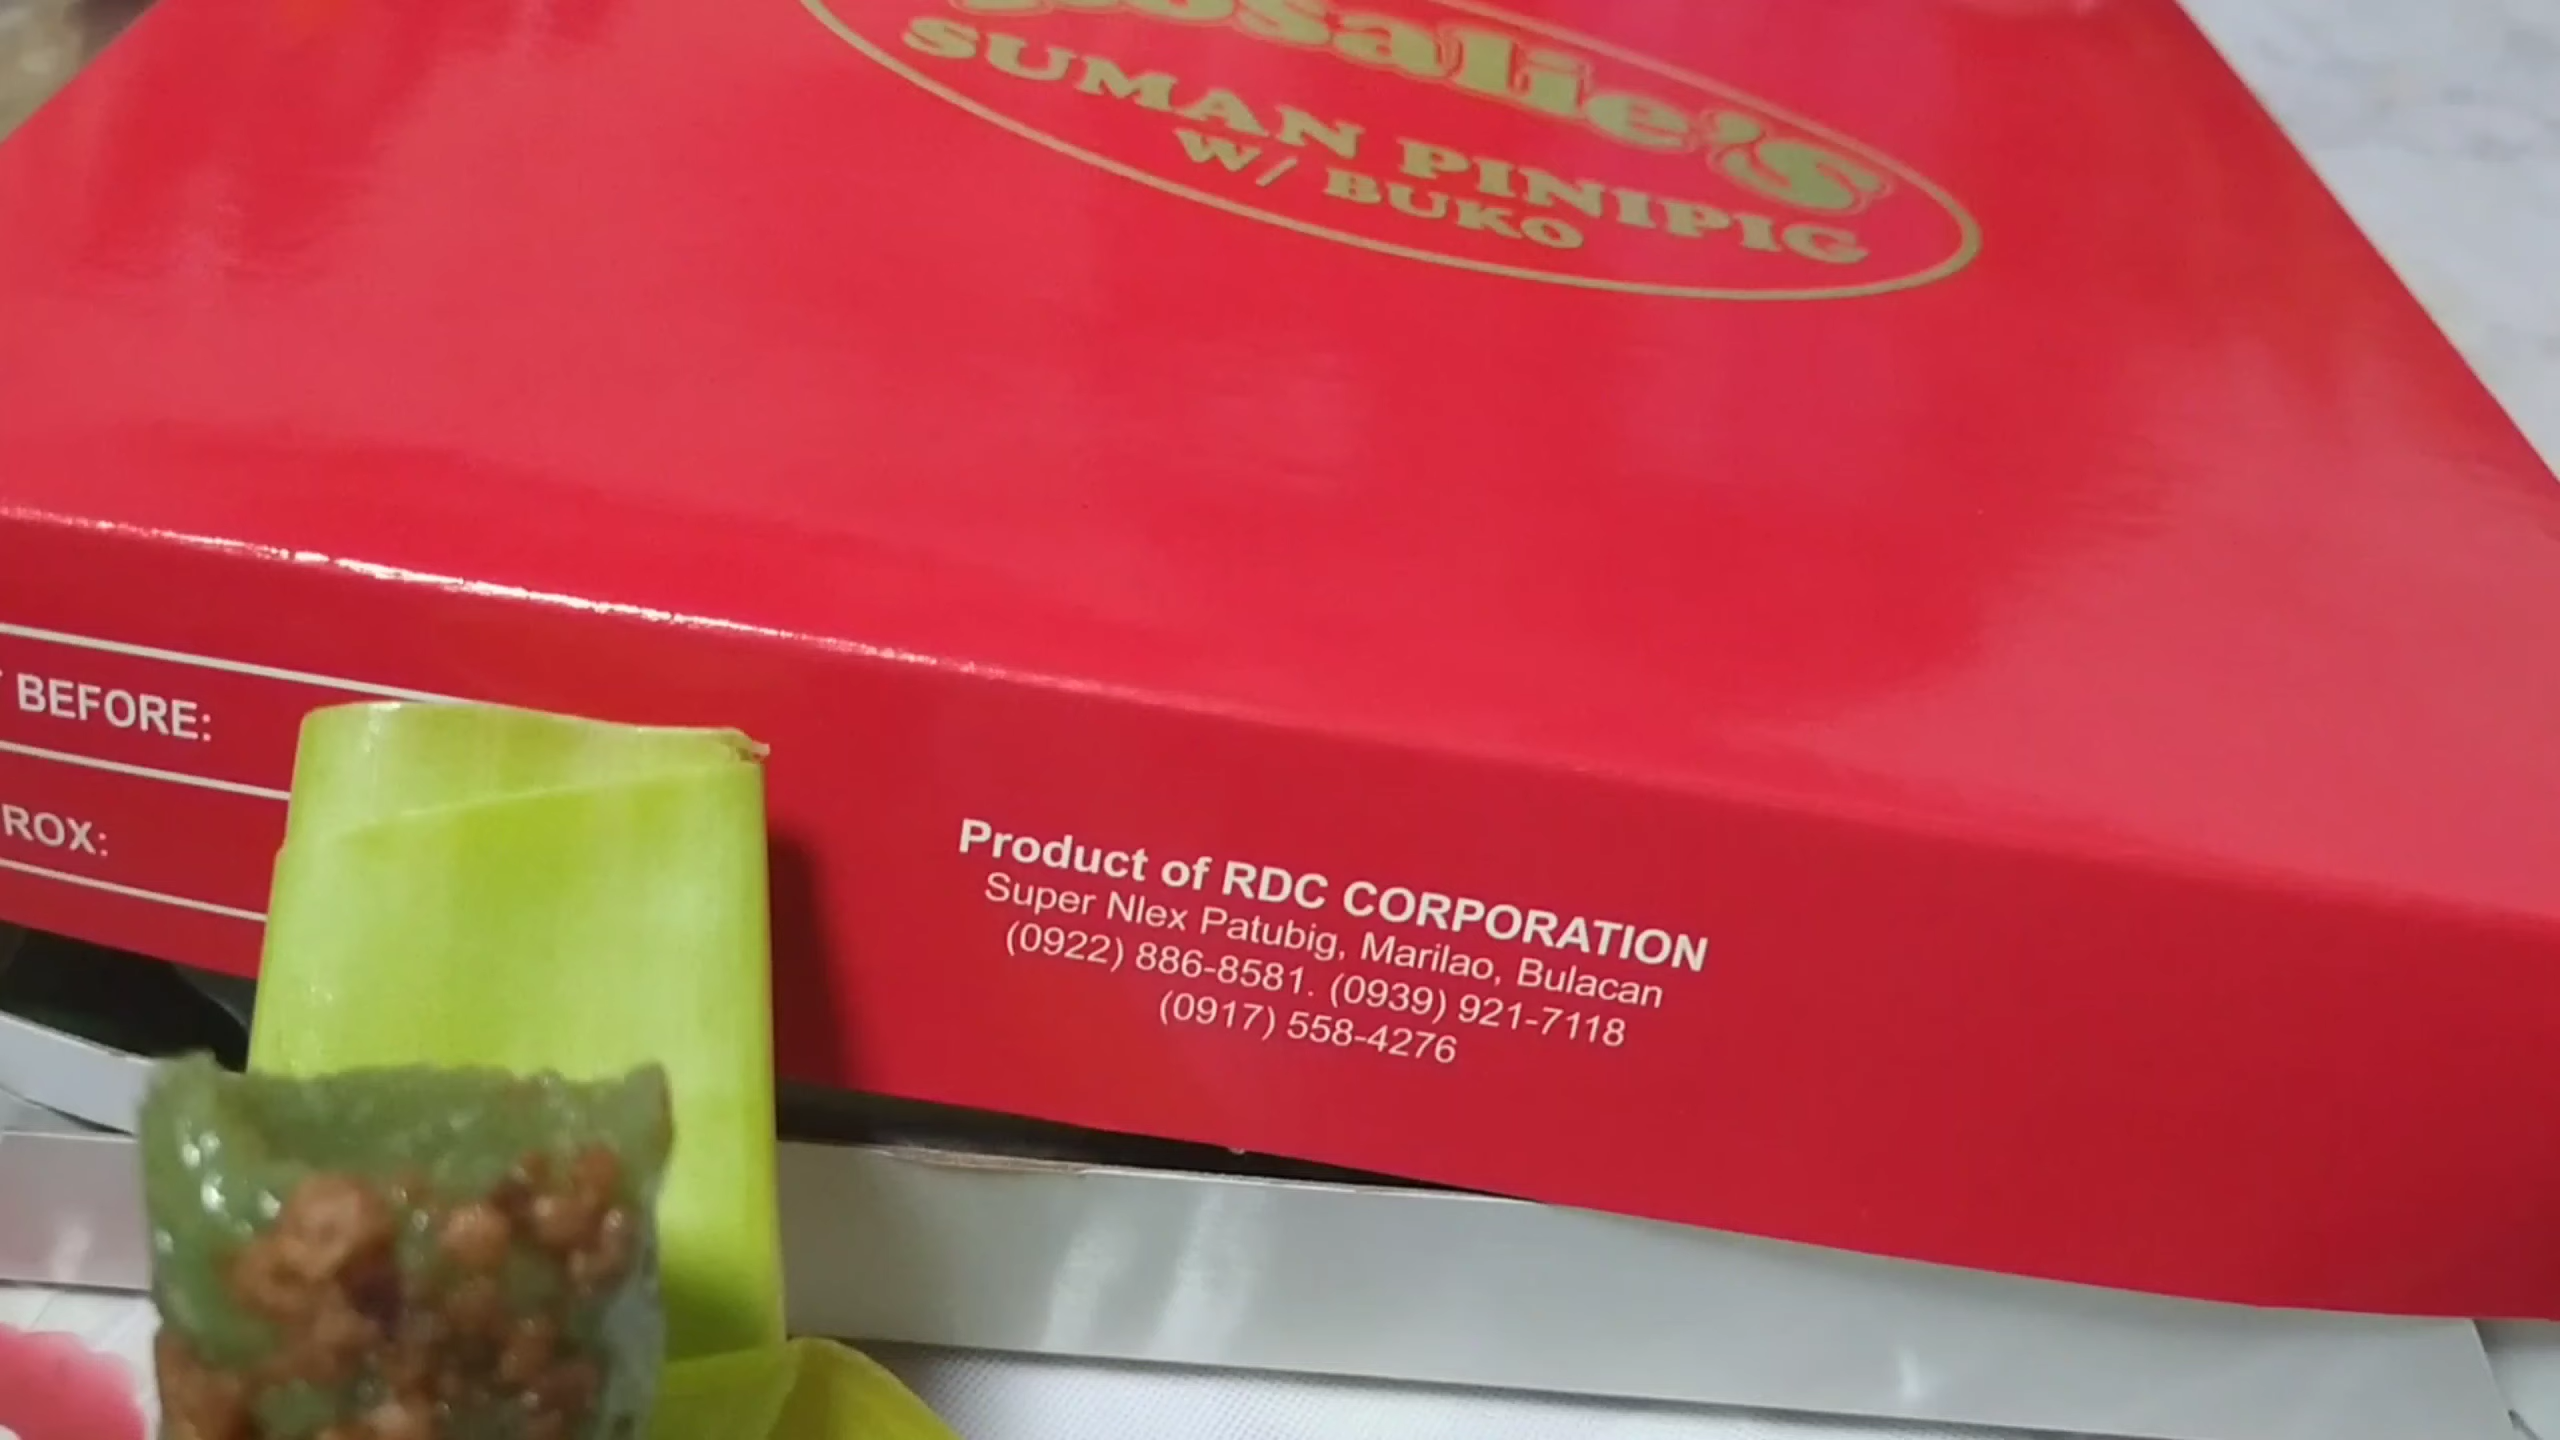 SUMAN PINIPIG
W/ BUKO
BEFORE:
Product of RDC CORPORATION
Super Nlex Patubig, Marilao, Bulacan
(0922) 886-8581. (0939) 921-7118
(0917) 558-4276